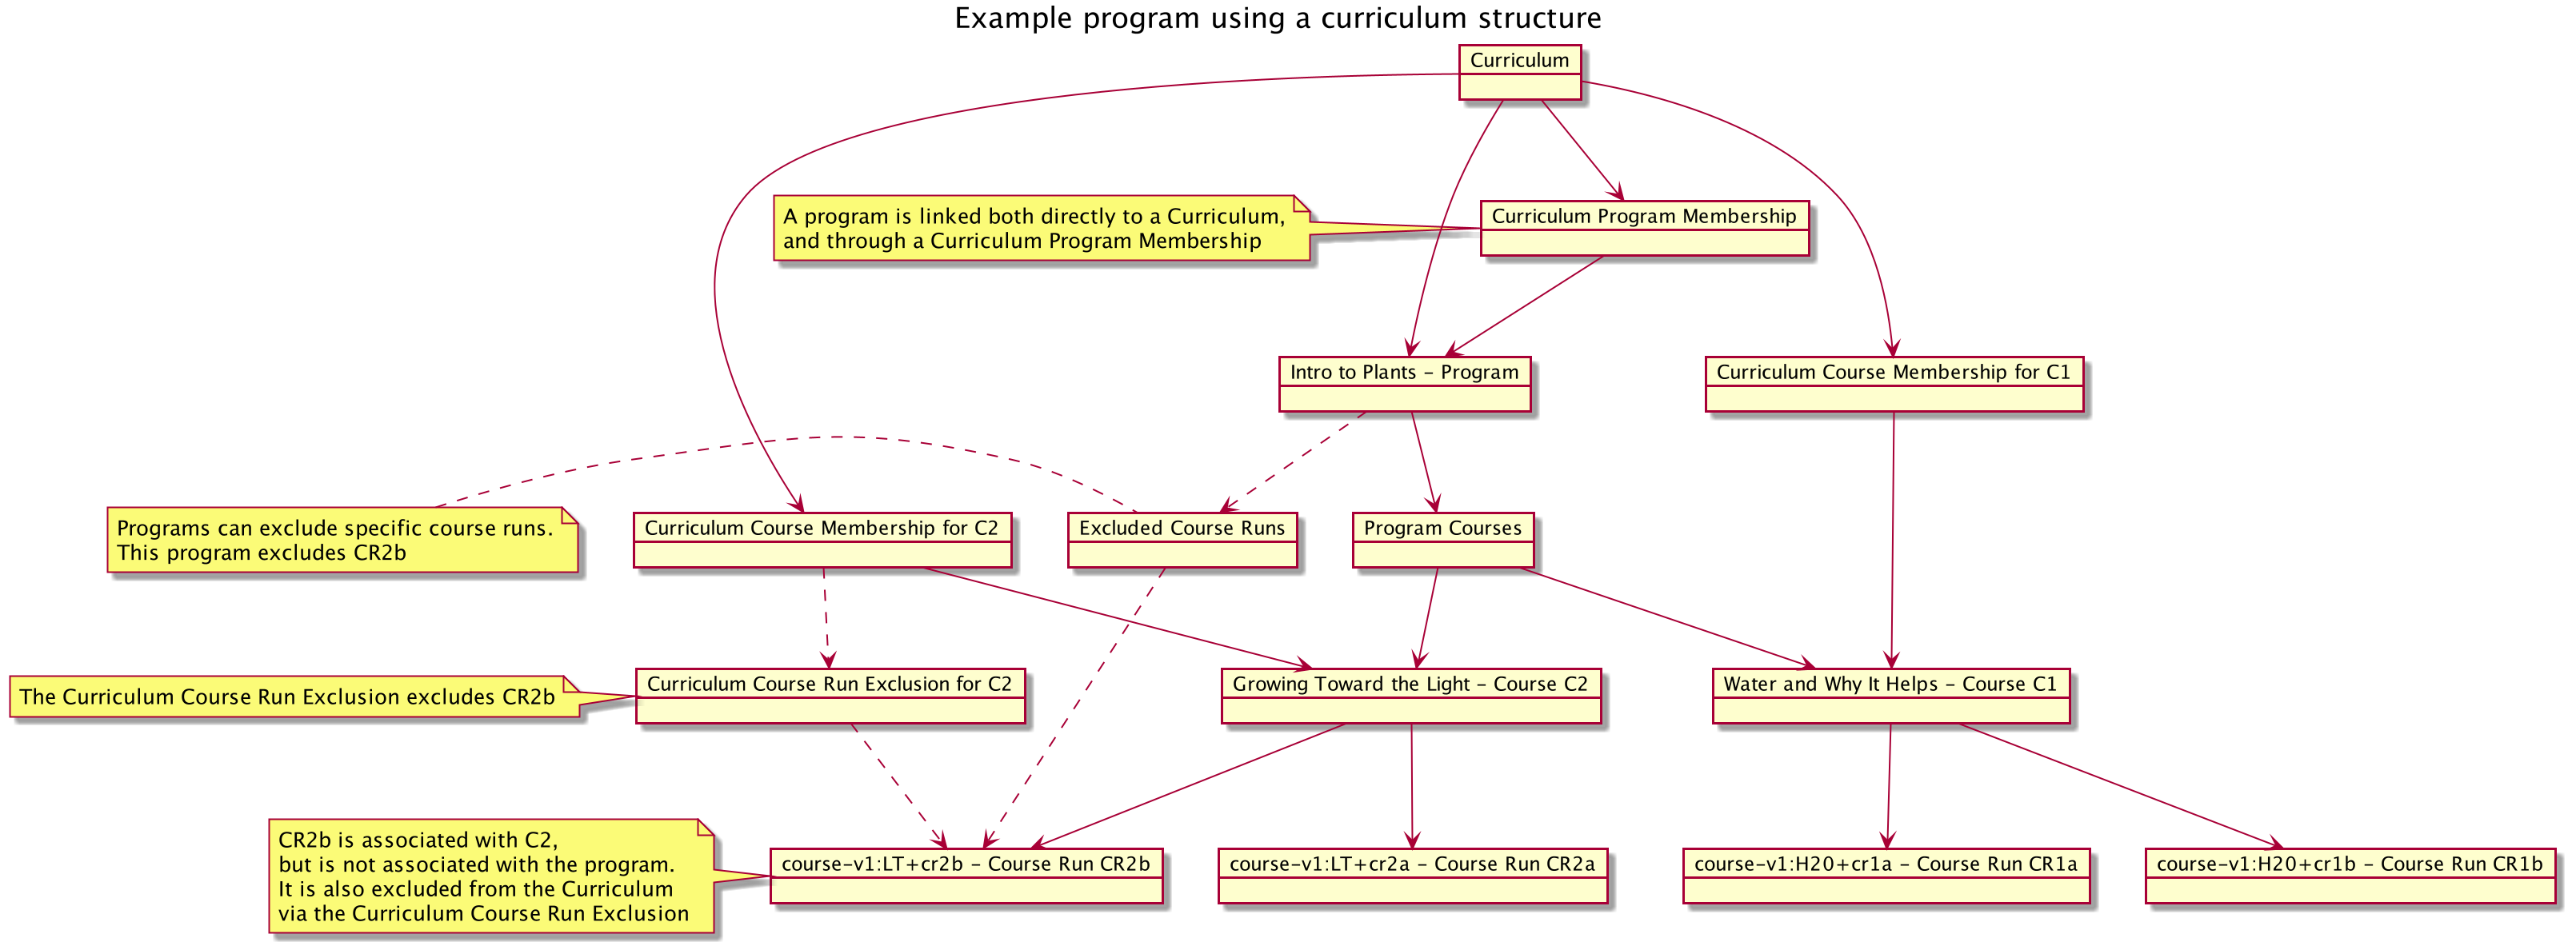 Example program using a curriculum structure
Curriculum
A program is linked both directly to a Curriculum,
and through a Curriculum Program Membership
Curriculum Program Membership
Intro to Plants – Program
Curriculum Course Membership for C1
Programs can exclude specific course runs.
This program excludes CR2b
Curriculum Course Membership for C2
Excluded Course Runs
Program Courses
The Curriculum Course Run Exclusion excludes CR2b
Curriculum Course Run Exclusion for C2
Growing Toward the Light – Course C2
Water and Why It Helps – Course C1
CR2b is associated with C2,
but is not associated with the program.
It is also excluded from the Curriculum
via the Curriculum Course Run Exclusion
course–v1:LT+cr2b – Course Run CR2b
course–v1:LT+cr2a – Course Run CR2a
course–v1:H20+cr1a – Course Run CR1a
course–v1:H20+cr1b – Course Run CR1b